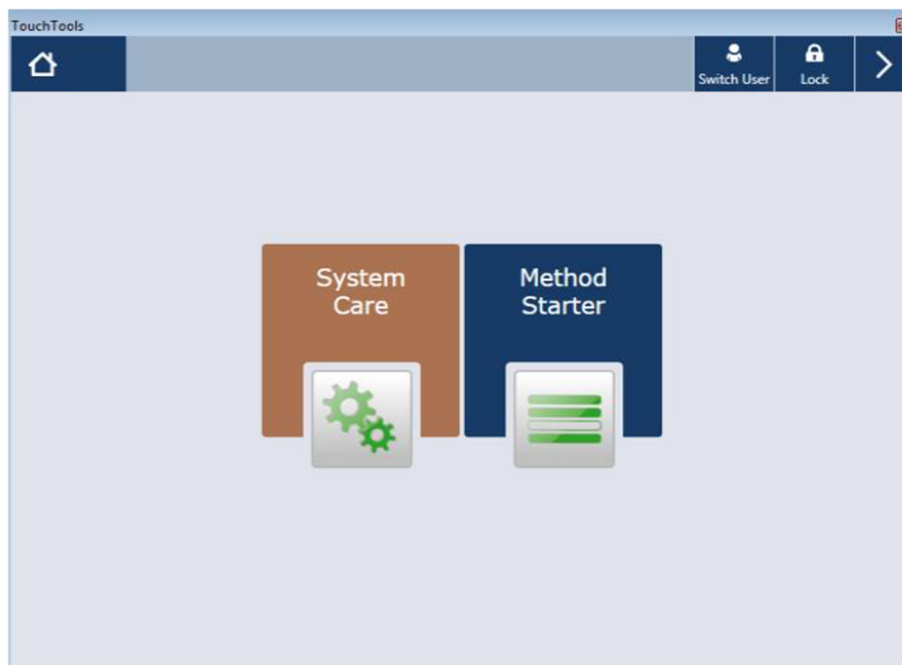 TouchTools
Switch User
Lock
System
Care
Method
Starter